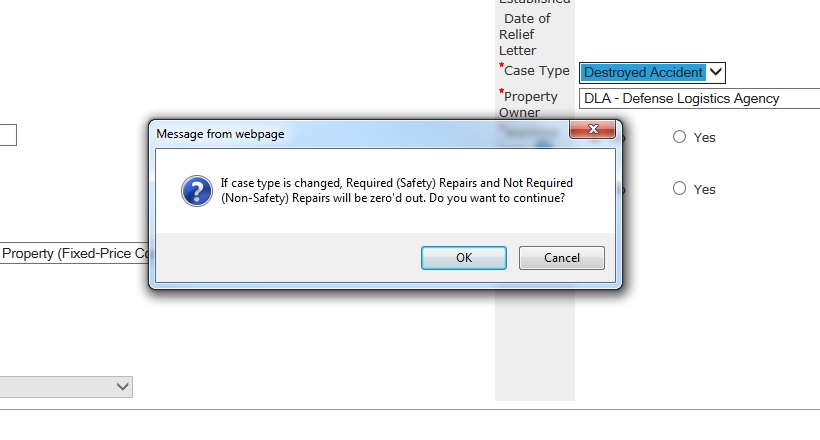 Established
Date of
Relief
Letter
*Case Type
Destroyed Accident
*Property
Owner
DLA - Defense Logistics Agency
Yes
Yes
Message from webpage
If case type is changed, Required (Safety) Repairs and Not Required
(Non-Safety) Repairs will be zero'd out. Do you want to continue?
OK
Cancel
Property (Fixed-Price Co